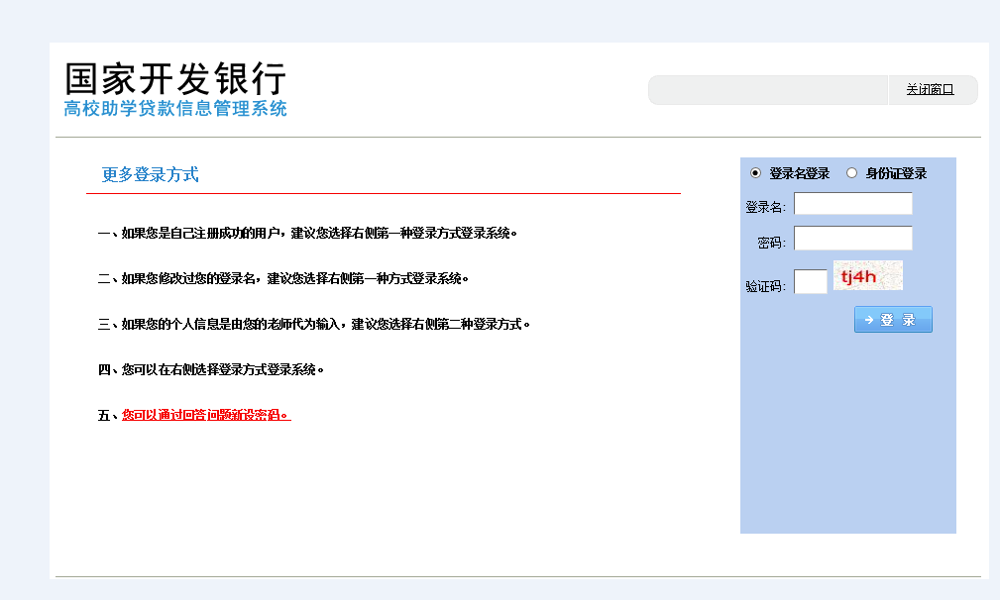 国家开发银行
高校助学贷款信息管理系统
关闭窗口
更多登录方式
一、如果您是自己注册成功的用户，建议您选择右侧第一种登录方式登录系统。
二、如果您修改过您的登录名，建议您选择右侧第一种方式登录系统。
三、如果您的个人信息是由您的老师代为输入，建议您选择右侧第二种登录方式。
四、您可以在右侧选择登录方式登录系统。
五、您可以通过回答问题新设密码。
登录名登录 身份证登录
登录名:
密码:
验证码: tj4h
登 录